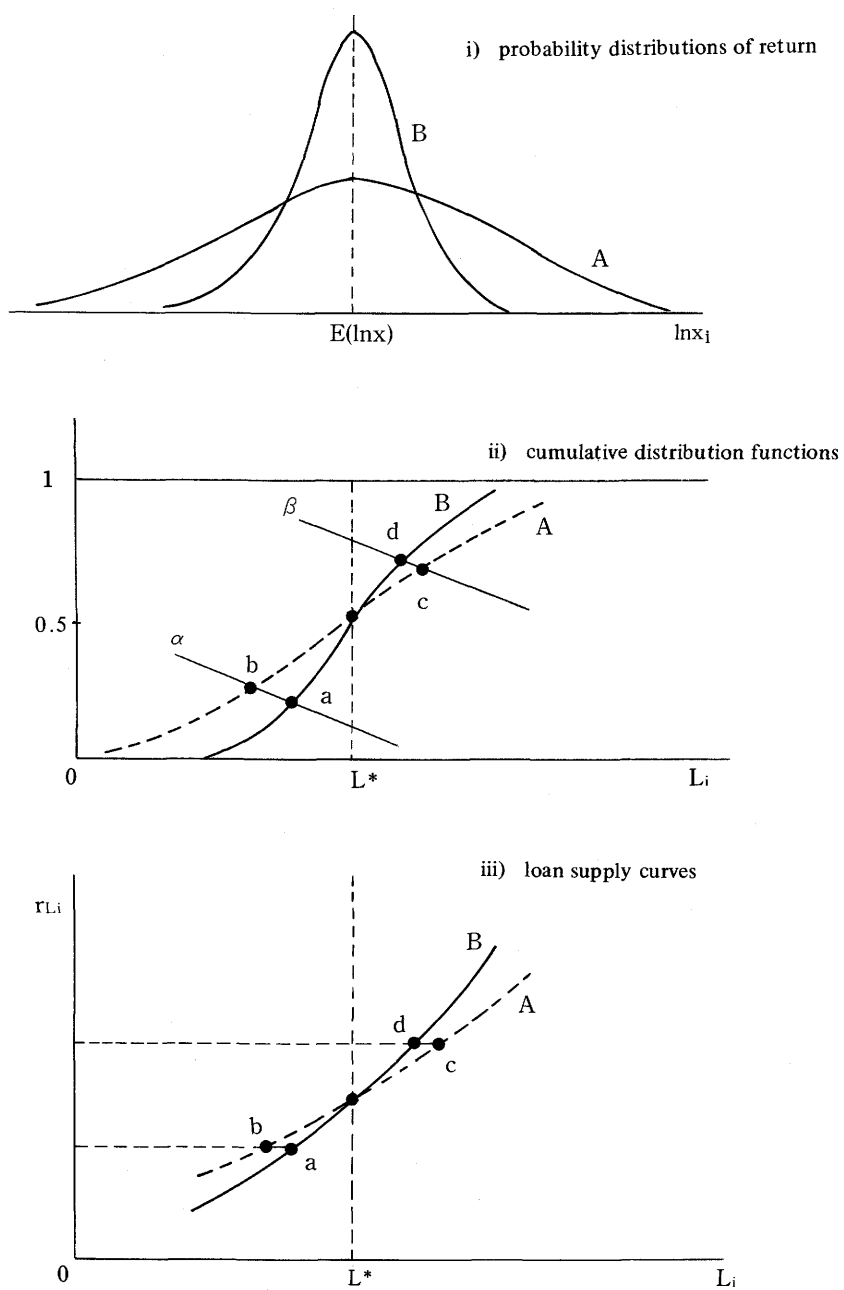 i) probability distributions of return
B
A
E(lnx)
lnxi
ii) cumulative distribution functions
1
β
B
d
A
c
0.5
α
b
a
0
L*
Li
iii) loan supply curves
rLi
B
A
d
c
b
a
0
L*
Li